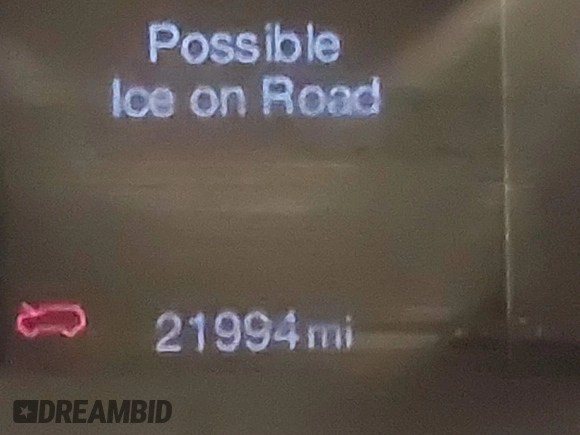 Possible
Ice on Road
21994 mi
DREAMBID